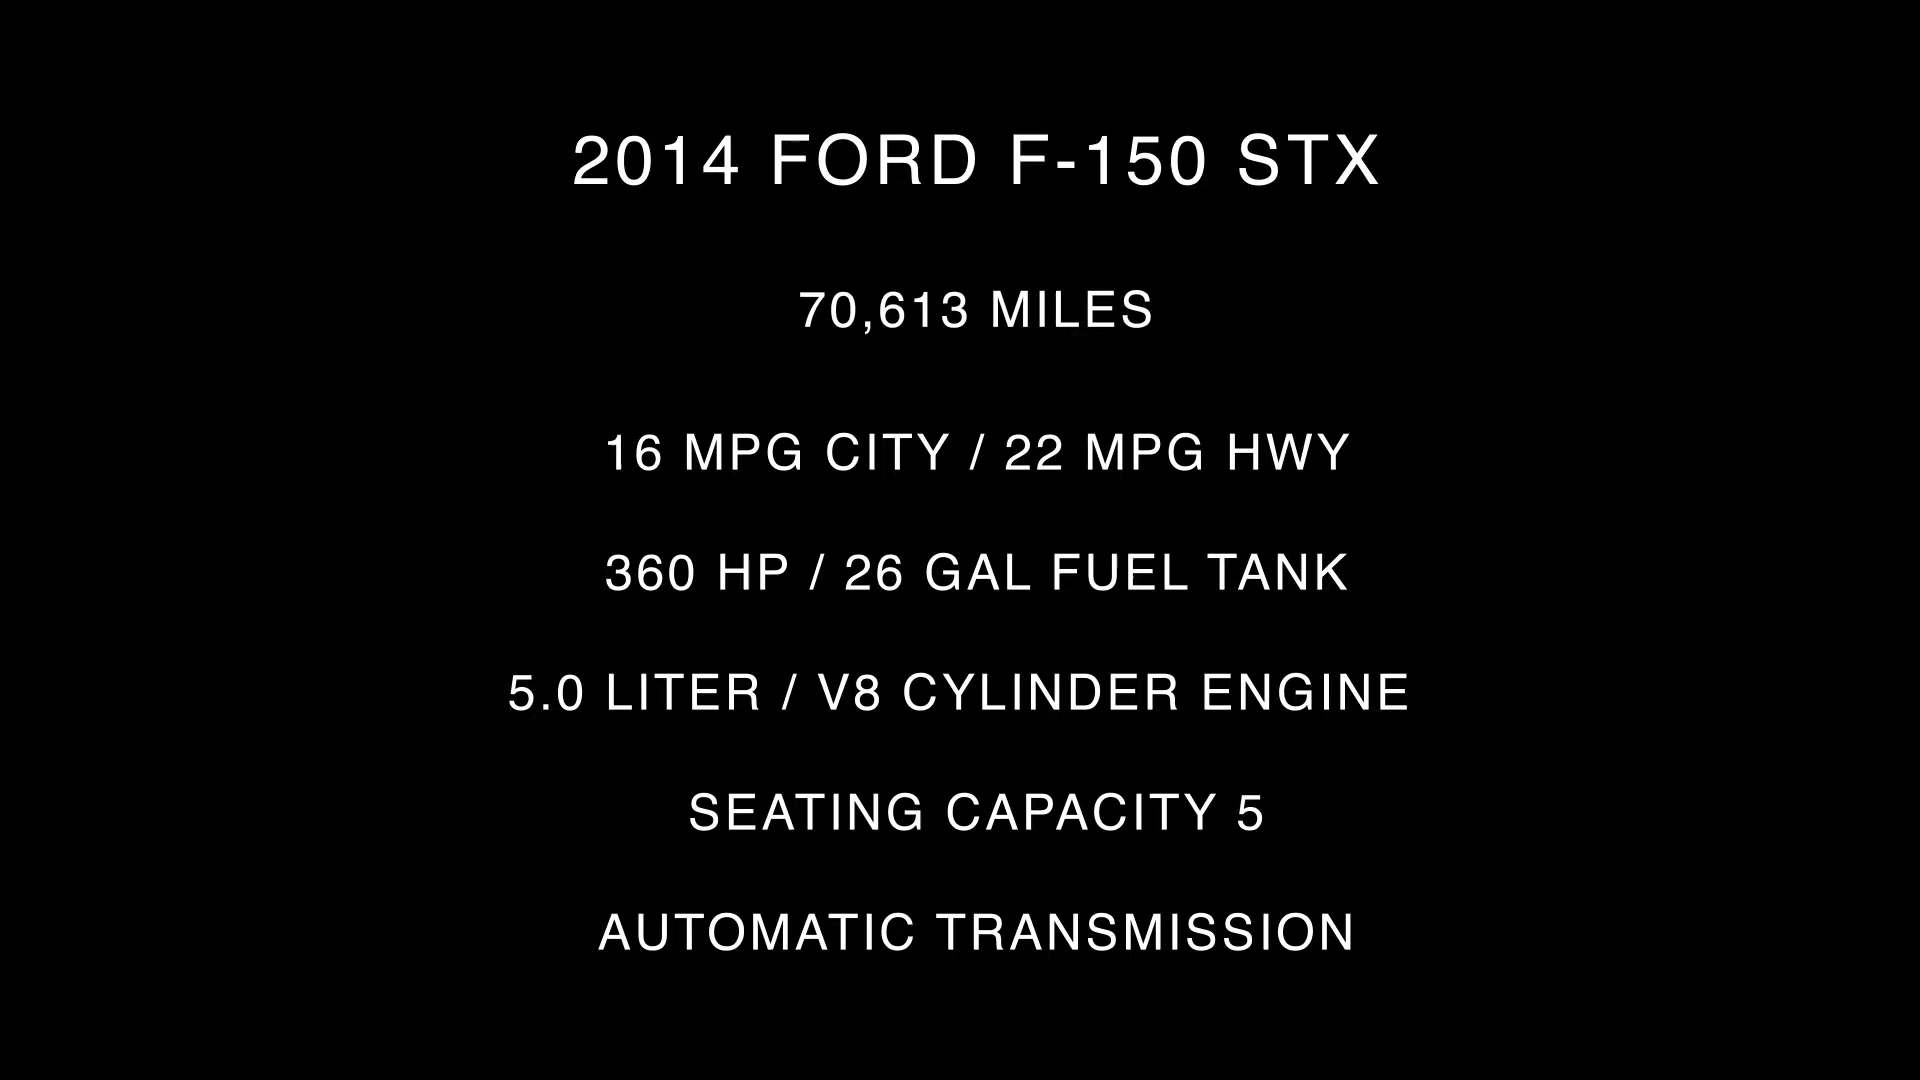 2014 FORD F-150 STX
70,613 MILES
16 MPG CITY / 22 MPG HWY
360 HP / 26 GAL FUEL TANK
5.0 LITER / V8 CYLINDER ENGINE
SEATING CAPACITY 5
AUTOMATIC TRANSMISSION